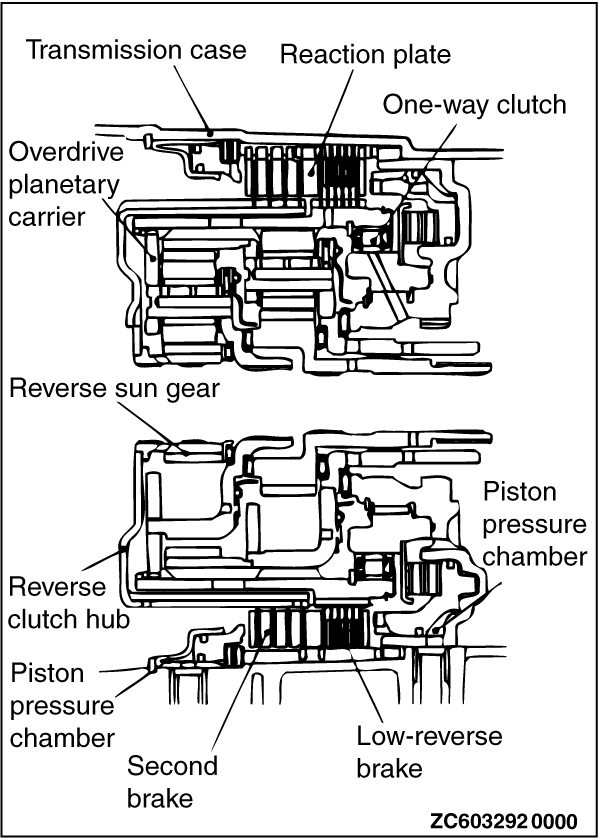 Transmission case
Reaction plate
One-way clutch
Overdrive
planetary
carrier
Reverse sun gear
Piston
pressure
chamber
Reverse
clutch hub
Piston
pressure
chamber
Second
brake
Low-reverse
brake
ZC603292 0000